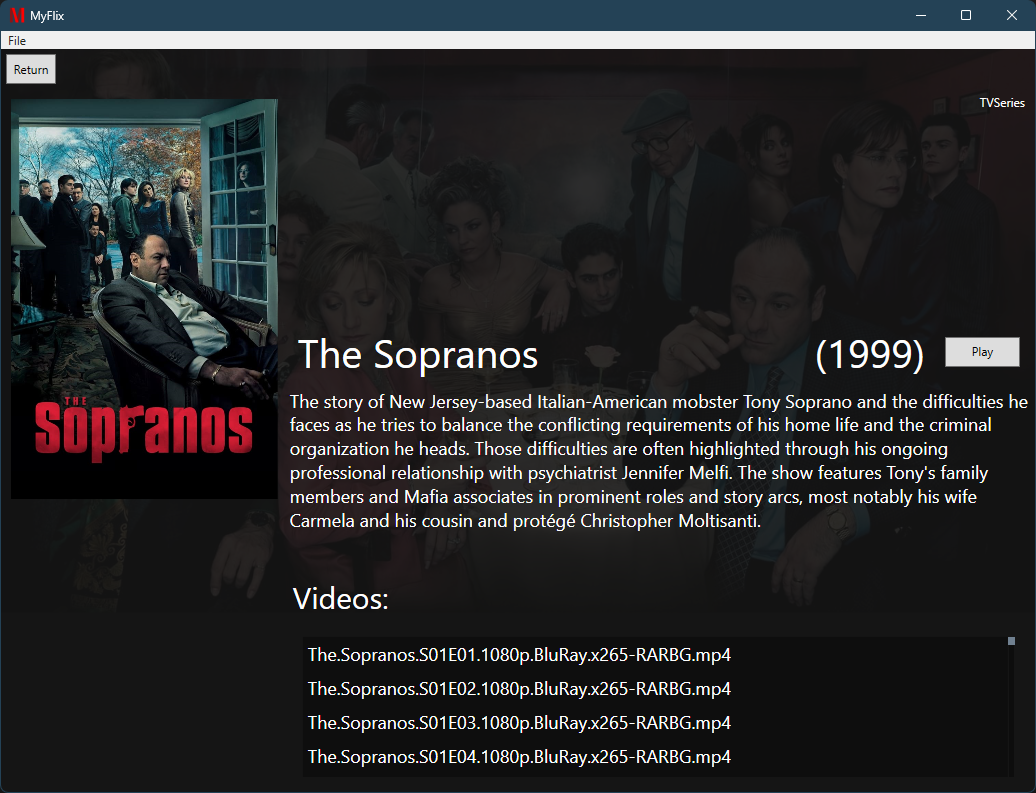 MyFlix
File
Return
TVSeries
THE
Sopranos
The Sopranos
(1999)
Play
The story of New Jersey-based Italian-American mobster Tony Soprano and the difficulties he
faces as he tries to balance the conflicting requirements of his home life and the criminal
organization he heads. Those difficulties are often highlighted through his ongoing
professional relationship with psychiatrist Jennifer Melfi. The show features Tony's family
members and Mafia associates in prominent roles and story arcs, most notably his wife
Carmela and his cousin and protégé Christopher Moltisanti.
Videos:
The.Sopranos.S01E01.1080p.BluRay.x265-RARBG.mp4
The.Sopranos.S01E02.1080p.BluRay.x265-RARBG.mp4
The.Sopranos.S01E03.1080p.BluRay.x265-RARBG.mp4
The.Sopranos.S01E04.1080p.BluRay.x265-RARBG.mp4